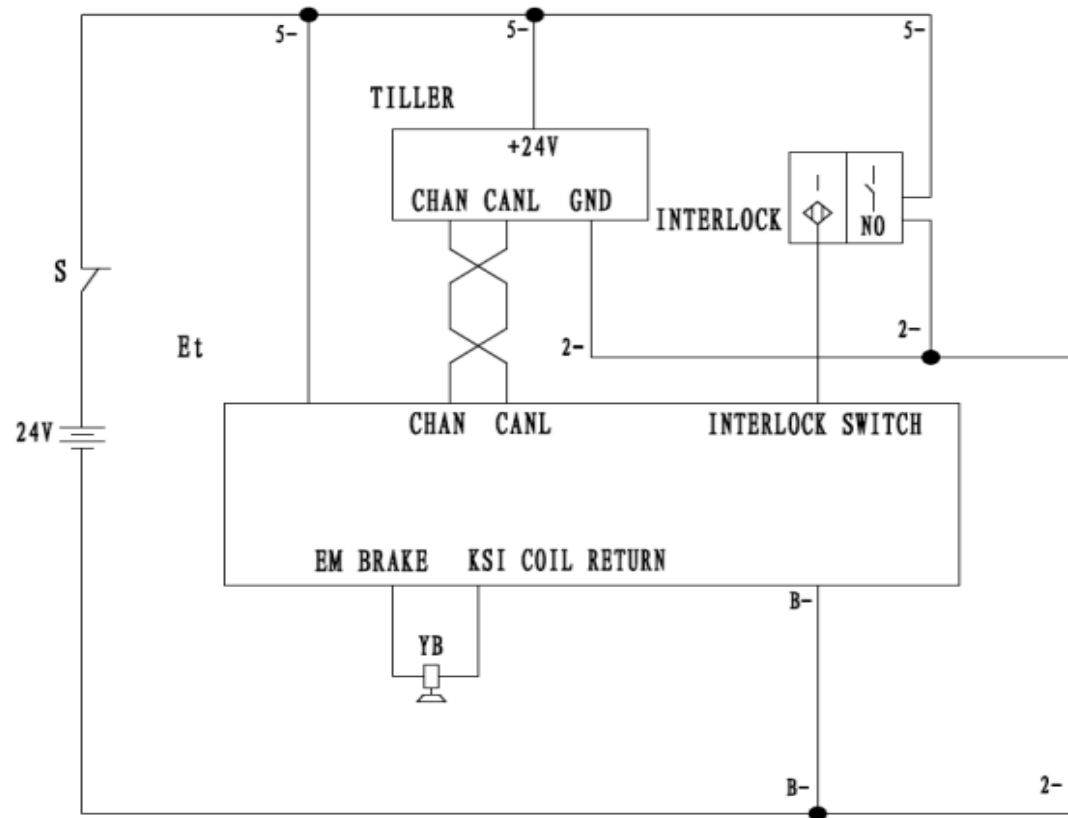 5-
5-
5-
TILLER
+24V
CHAN CANL GND
INTERLOCK
NO
S
Et
2-
2-
24V
CHAN CANL
INTERLOCK SWITCH
EM BRAKE
KSI COIL RETURN
B-
YB
B-
2-